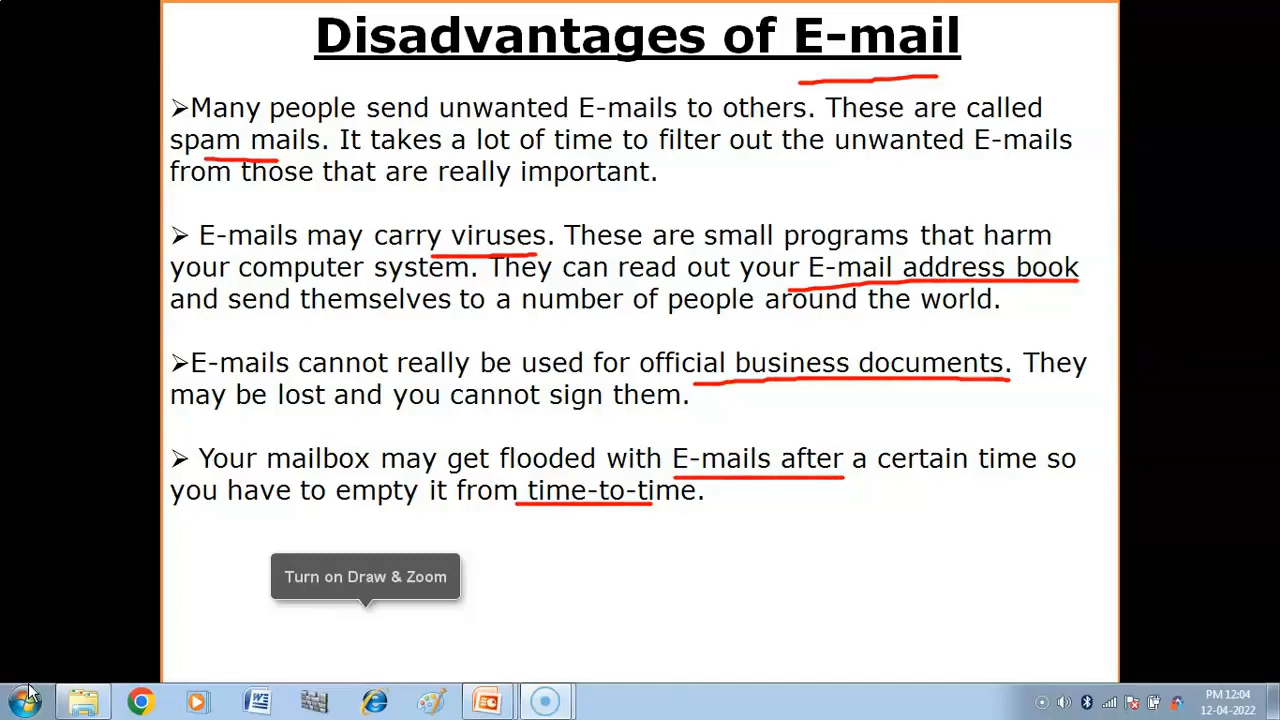 Disadvantages of E-mail
➢Many people send unwanted E-mails to others. These are called
spam mails. It takes a lot of time to filter out the unwanted E-mails
from those that are really important.
➢ E-mails may carry viruses. These are small programs that harm
your computer system. They can read out your E-mail address book
and send themselves to a number of people around the world.
➢E-mails cannot really be used for official business documents. They
may be lost and you cannot sign them.
➢ Your mailbox may get flooded with E-mails after a certain time so
you have to empty it from time-to-time.
Turn on Draw & Zoom
PM 12:04
12-04-2022